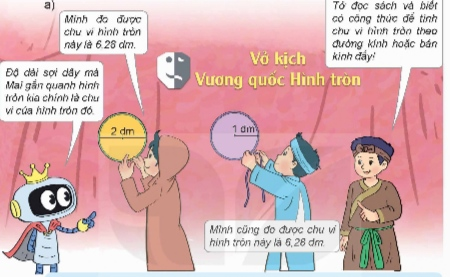 a)
Mình đo được
chu vi hình tròn
này là 6,28 dm.
Tớ đọc sách và biết
có công thức để tính
chu vi hình tròn theo
đường kính hoặc bán
kính đấy!
Vở kịch
Vương quốc Hình tròn
Độ dài sợi dây mà
Mai gắn quanh hình
tròn kia chính là chu
vi của hình tròn đó.
2 dm
1 dm
Mình cũng đo được chu vi
hình tròn này là 6,28 dm.